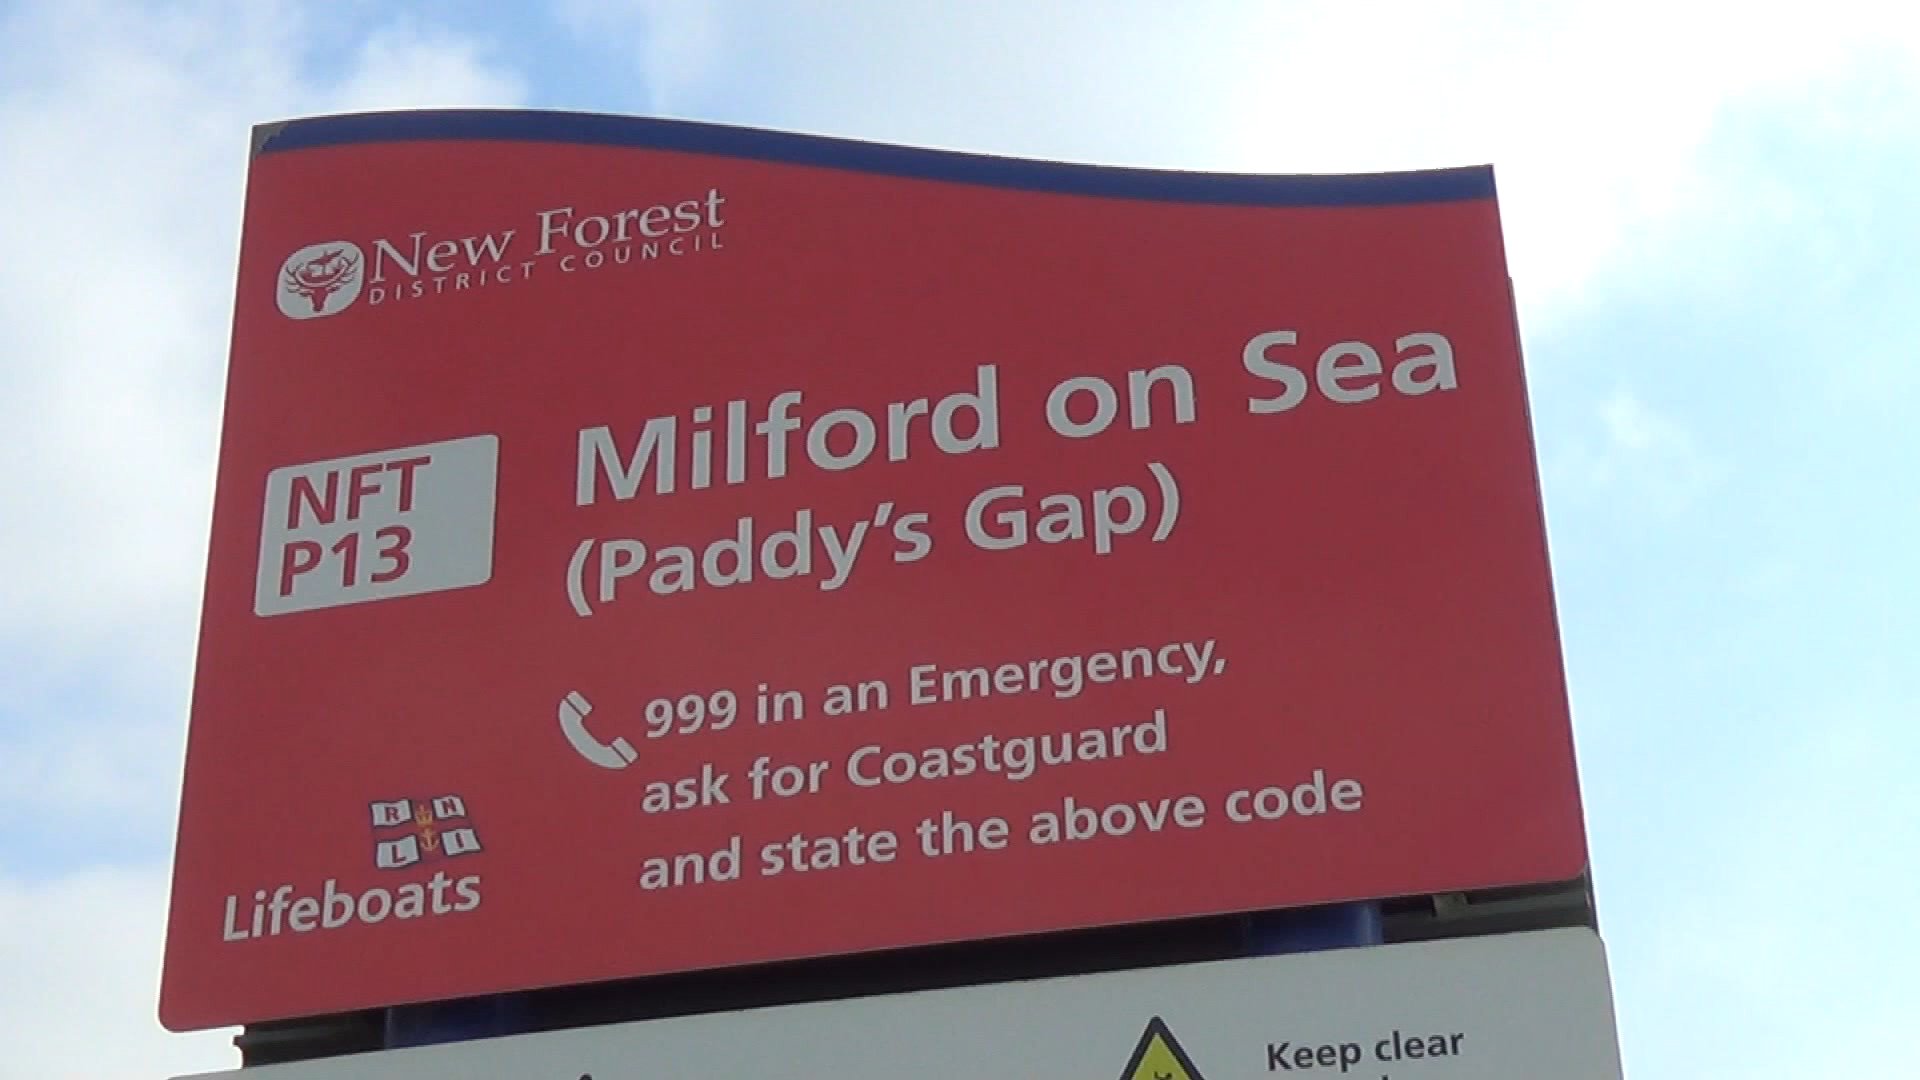 New Forest
DISTRICT COUNCIL
Milford on Sea
(Paddy's Gap)
NFT
P13
999 in an Emergency,
ask for Coastguard
and state the above code
R N
L I
Lifeboats
Keep clear